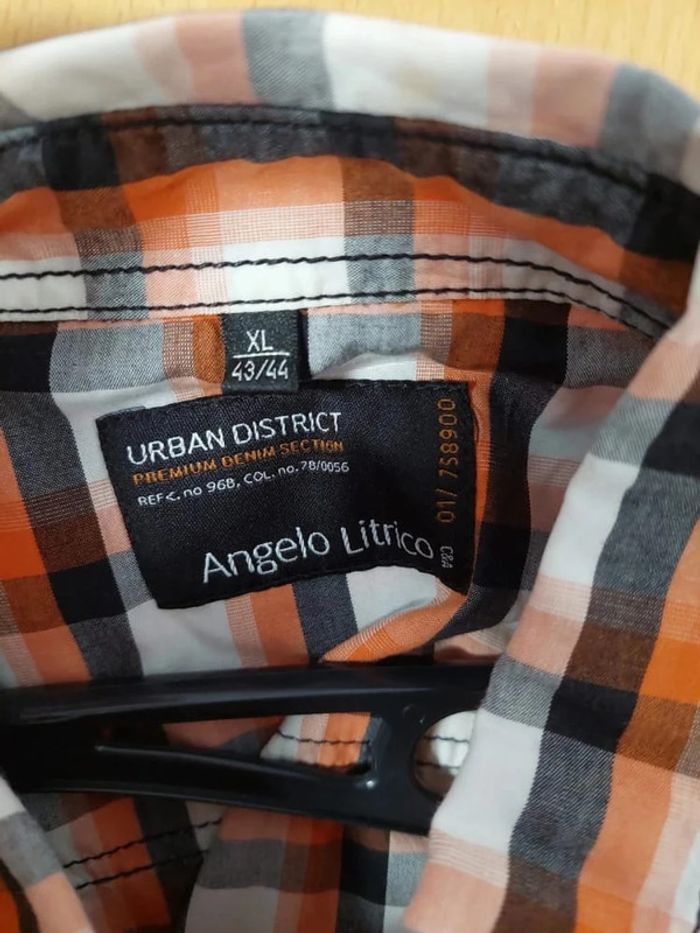 XL
43/44
URBAN DISTRICT
PREMIUM DENIM SECTION
REF<. no 968, COL. no. 78/0056
Angelo Litrico
C&A
01/ 758900